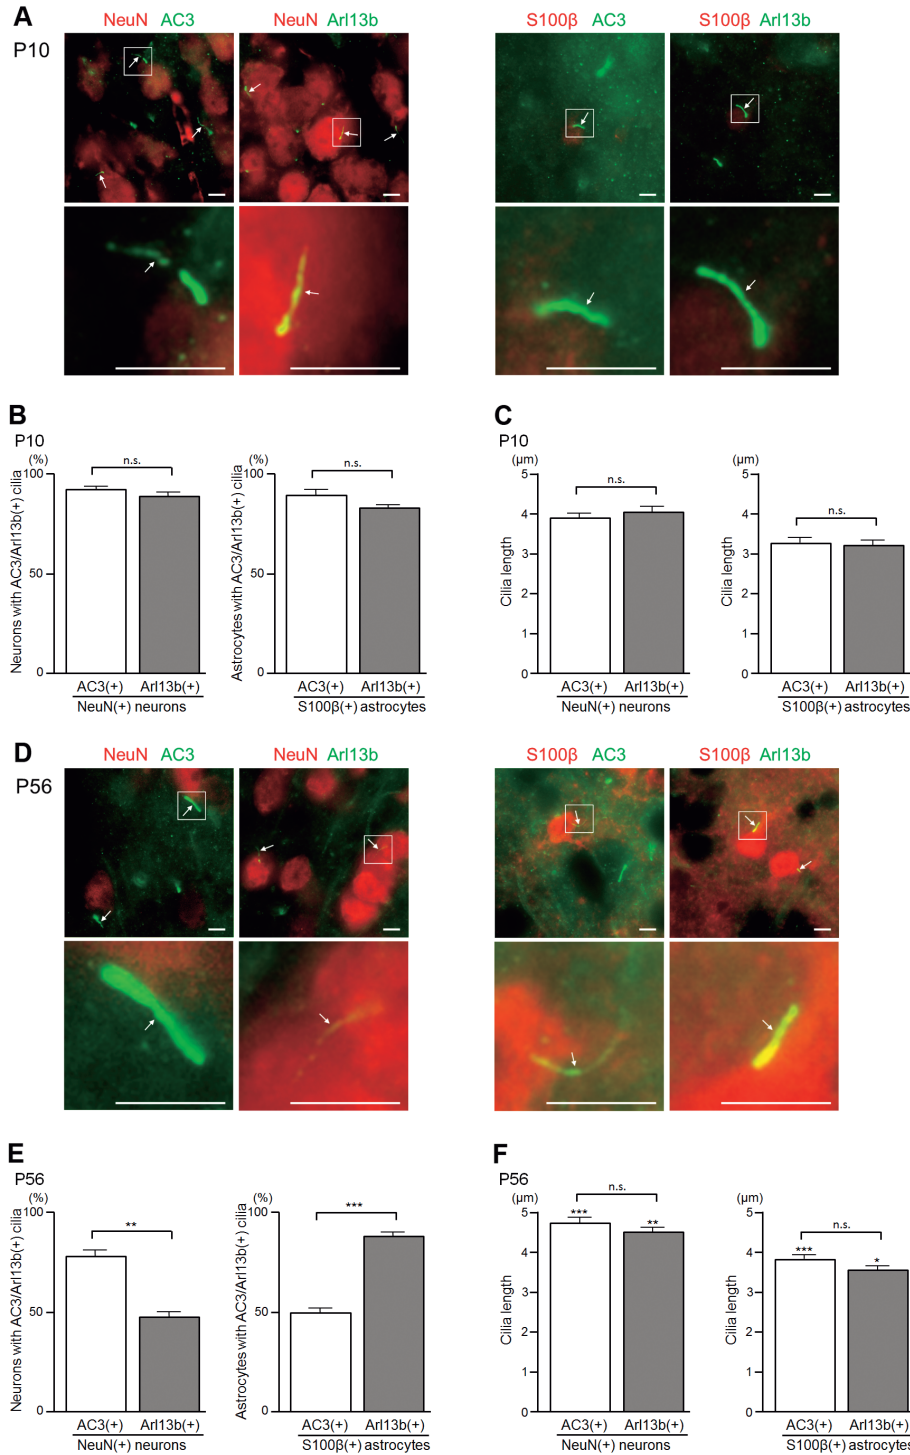 A
NeuN AC3
NeuN Arl13b
S100β AC3
S100β Arl13b
P10
B
P10
(%)
100
50
0
Neurons with AC3/Arl13b(+) cilia
n.s.
AC3(+) Arl13b(+)
NeuN(+) neurons
(%)
100
50
0
Astrocytes with AC3/Arl13b(+) cilia
n.s.
AC3(+) Arl13b(+)
S100β(+) astrocytes
C
P10
(μm)
5
4
3
2
1
0
Cilia length
n.s.
AC3(+) Arl13b(+)
NeuN(+) neurons
(μm)
5
4
3
2
1
0
Cilia length
n.s.
AC3(+) Arl13b(+)
S100β(+) astrocytes
D
NeuN AC3
NeuN Arl13b
S100β AC3
S100β Arl13b
P56
E
P56
(%)
100
50
0
Neurons with AC3/Arl13b(+) cilia
**
AC3(+) Arl13b(+)
NeuN(+) neurons
(%)
100
50
0
Astrocytes with AC3/Arl13b(+) cilia
***
AC3(+) Arl13b(+)
S100β(+) astrocytes
F
P56
(μm)
5
4
3
2
1
0
Cilia length
n.s.
*** **
AC3(+) Arl13b(+)
NeuN(+) neurons
(μm)
5
4
3
2
1
0
Cilia length
n.s.
*** *
AC3(+) Arl13b(+)
S100β(+) astrocytes